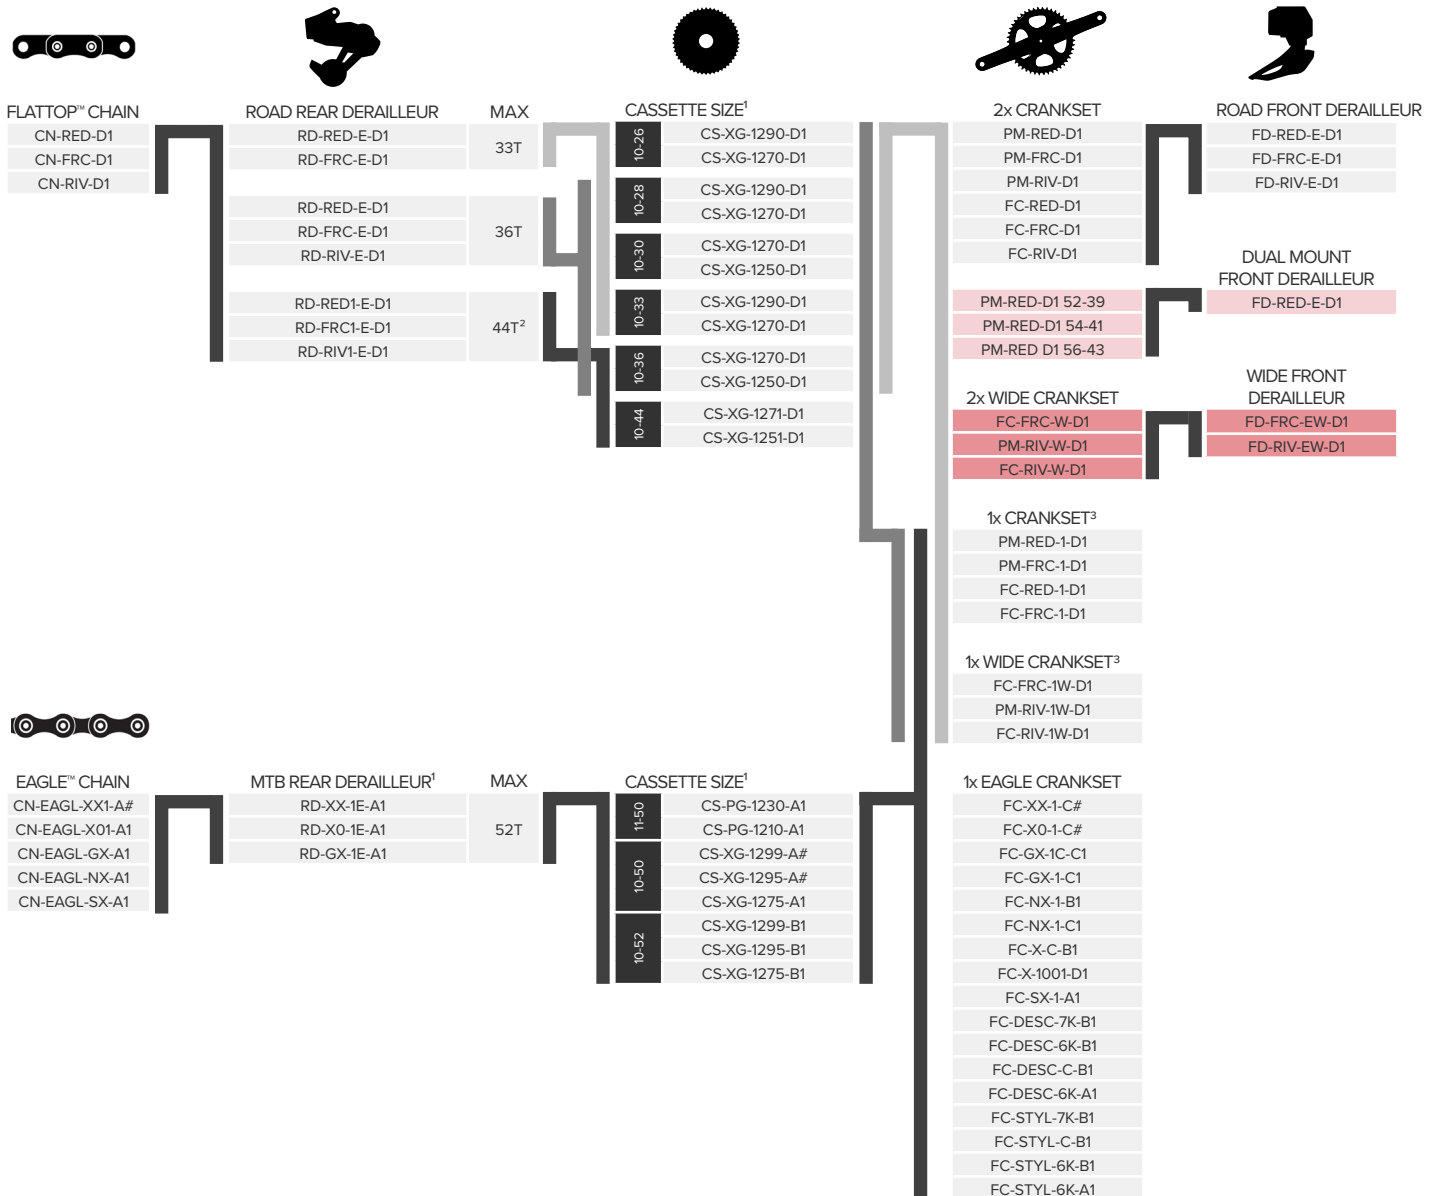 FLATTOP™ CHAIN
CN-RED-D1
CN-FRC-D1
CN-RIV-D1
ROAD REAR DERAILLEUR
MAX
RD-RED-E-D1
RD-FRC-E-D1
33T
RD-RED-E-D1
RD-FRC-E-D1
RD-RIV-E-D1
36T
RD-RED1-E-D1
RD-FRC1-E-D1
RD-RIV1-E-D1
44T²
CASSETTE SIZE¹
10-26
CS-XG-1290-D1
CS-XG-1270-D1
10-28
CS-XG-1290-D1
CS-XG-1270-D1
10-30
CS-XG-1270-D1
CS-XG-1250-D1
10-33
CS-XG-1290-D1
CS-XG-1270-D1
10-36
CS-XG-1270-D1
CS-XG-1250-D1
10-44
CS-XG-1271-D1
CS-XG-1251-D1
2x CRANKSET
PM-RED-D1
PM-FRC-D1
PM-RIV-D1
FC-RED-D1
FC-FRC-D1
FC-RIV-D1
PM-RED-D1 52-39
PM-RED-D1 54-41
PM-RED D1 56-43
2x WIDE CRANKSET
FC-FRC-W-D1
PM-RIV-W-D1
FC-RIV-W-D1
1x CRANKSET³
PM-RED-1-D1
PM-FRC-1-D1
FC-RED-1-D1
FC-FRC-1-D1
1x WIDE CRANKSET³
FC-FRC-1W-D1
PM-RIV-1W-D1
FC-RIV-1W-D1
ROAD FRONT DERAILLEUR
FD-RED-E-D1
FD-FRC-E-D1
FD-RIV-E-D1
DUAL MOUNT
FRONT DERAILLEUR
FD-RED-E-D1
WIDE FRONT
DERAILLEUR
FD-FRC-EW-D1
FD-RIV-EW-D1
EAGLE™ CHAIN
CN-EAGL-XX1-A#
CN-EAGL-X01-A1
CN-EAGL-GX-A1
CN-EAGL-NX-A1
CN-EAGL-SX-A1
MTB REAR DERAILLEUR¹
MAX
RD-XX-1E-A1
RD-X0-1E-A1
RD-GX-1E-A1
52T
CASSETTE SIZE¹
11-50
CS-PG-1230-A1
CS-PG-1210-A1
10-50
CS-XG-1299-A#
CS-XG-1295-A#
CS-XG-1275-A1
10-52
CS-XG-1299-B1
CS-XG-1295-B1
CS-XG-1275-B1
1x EAGLE CRANKSET
FC-XX-1-C#
FC-X0-1-C#
FC-GX-1C-C1
FC-GX-1-C1
FC-NX-1-B1
FC-NX-1-C1
FC-X-C-B1
FC-X-1001-D1
FC-SX-1-A1
FC-DESC-7K-B1
FC-DESC-6K-B1
FC-DESC-C-B1
FC-DESC-6K-A1
FC-STYL-7K-B1
FC-STYL-C-B1
FC-STYL-6K-B1
FC-STYL-6K-A1